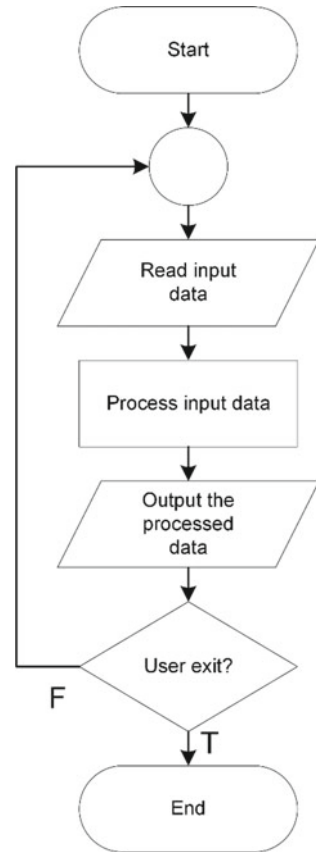 Start
Read input
data
Process input data
Output the
processed
data
User exit?
F
T
End